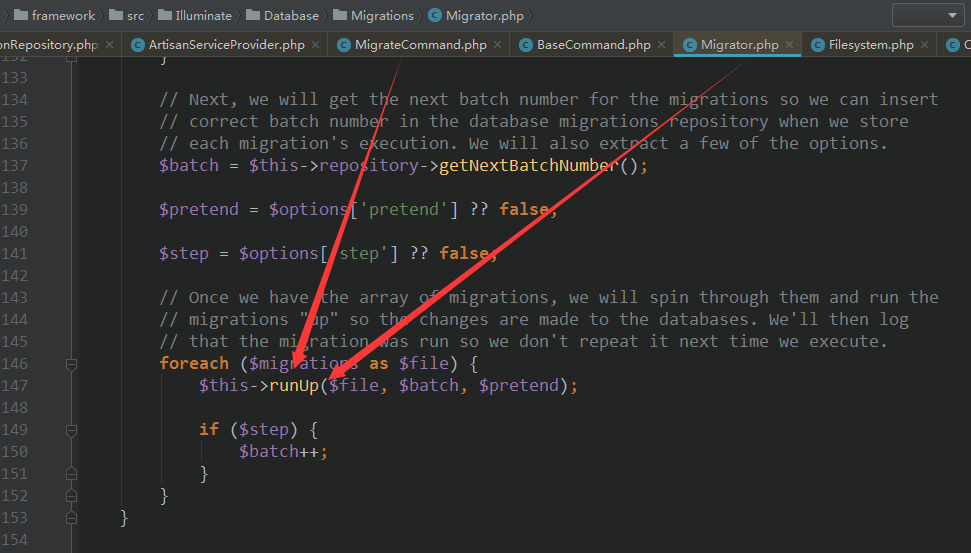 framework src Illuminate Database Migrations Migrator.php
onRepository.php ArtisanServiceProvider.php MigrateCommand.php BaseCommand.php Migrator.php Filesystem.php
132 }
133
134 // Next, we will get the next batch number for the migrations so we can insert
135 // correct batch number in the database migrations repository when we store
136 // each migration's execution. We will also extract a few of the options.
137 $batch = $this->repository->getNextBatchNumber();
138
139 $pretend = $options['pretend'] ?? false;
140
141 $step = $options['step'] ?? false;
142
143 // Once we have the array of migrations, we will spin through them and run the
144 // migrations "up" so the changes are made to the databases. We'll then log
145 // that the migration was run so we don't repeat it next time we execute.
146 foreach ($migrations as $file) {
147 $this->runUp($file, $batch, $pretend);
148
149 if ($step) {
150 $batch++;
151 }
152 }
153 }
154